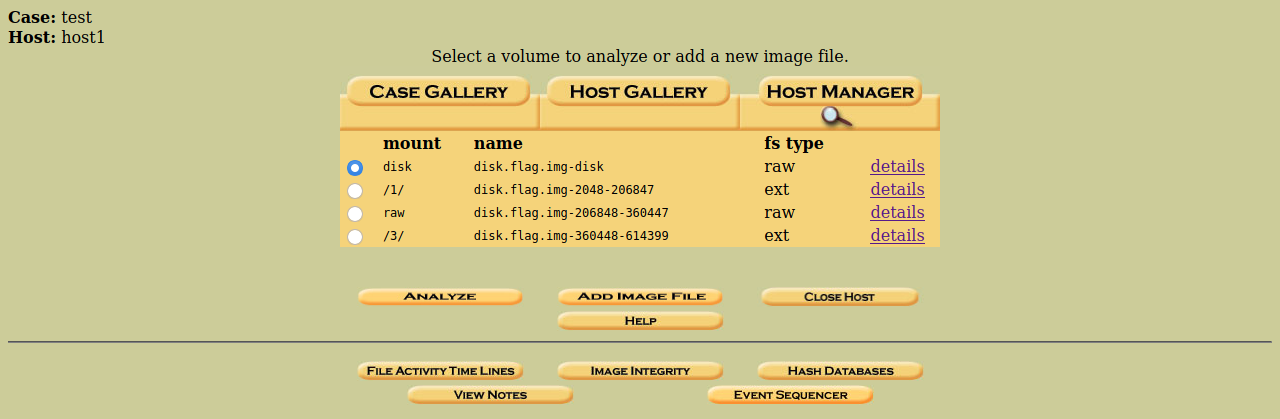 Case: test
Host: host1
Select a volume to analyze or add a new image file.
CASE GALLERY HOST GALLERY HOST MANAGER
mount name fs type
disk disk.flag.img-disk raw details
/1/ disk.flag.img-2048-206847 ext details
raw disk.flag.img-206848-360447 raw details
/3/ disk.flag.img-360448-614399 ext details
ANALYZE ADD IMAGE FILE CLOSE HOST
HELP
FILE ACTIVITY TIME LINES IMAGE INTEGRITY HASH DATABASES
VIEW NOTES EVENT SEQUENCER